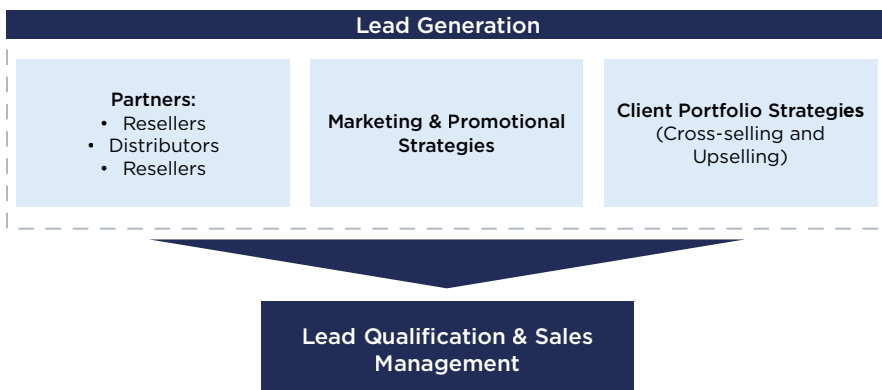 Lead Generation
Partners:
• Resellers
• Distributors
• Resellers
Marketing & Promotional
Strategies
Client Portfolio Strategies
(Cross-selling and
Upselling)
Lead Qualification & Sales
Management